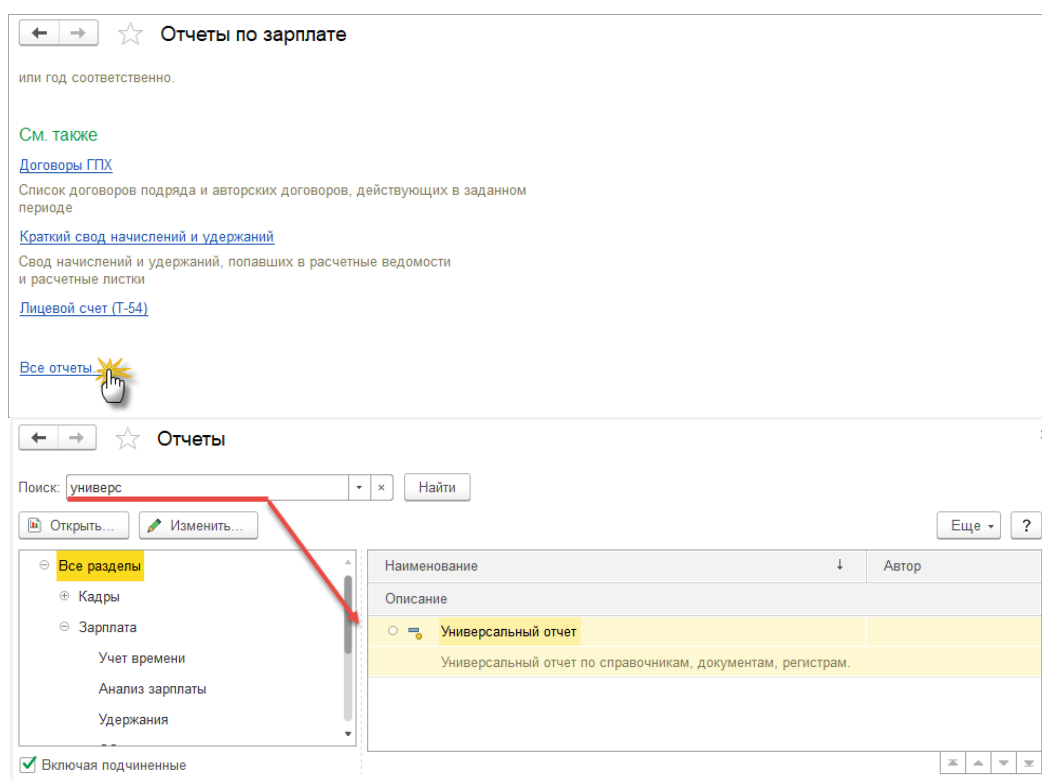 Отчеты по зарплате
или год соответственно.
См. также
Договоры ГПХ
Список договоров подряда и авторских договоров, действующих в заданном
периоде
Краткий свод начислений и удержаний
Свод начислений и удержаний, попавших в расчетные ведомости
и расчетные листки
Лицевой счет (Т-54)
Все отчеты...
Отчеты
Поиск: универс Найти
Открыть... Изменить... Еще ?
Все разделы
Кадры
Зарплата
Учет времени
Анализ зарплаты
Удержания
Включая подчиненные
Наименование Автор
Описание
Универсальный отчет
Универсальный отчет по справочникам, документам, регистрам.